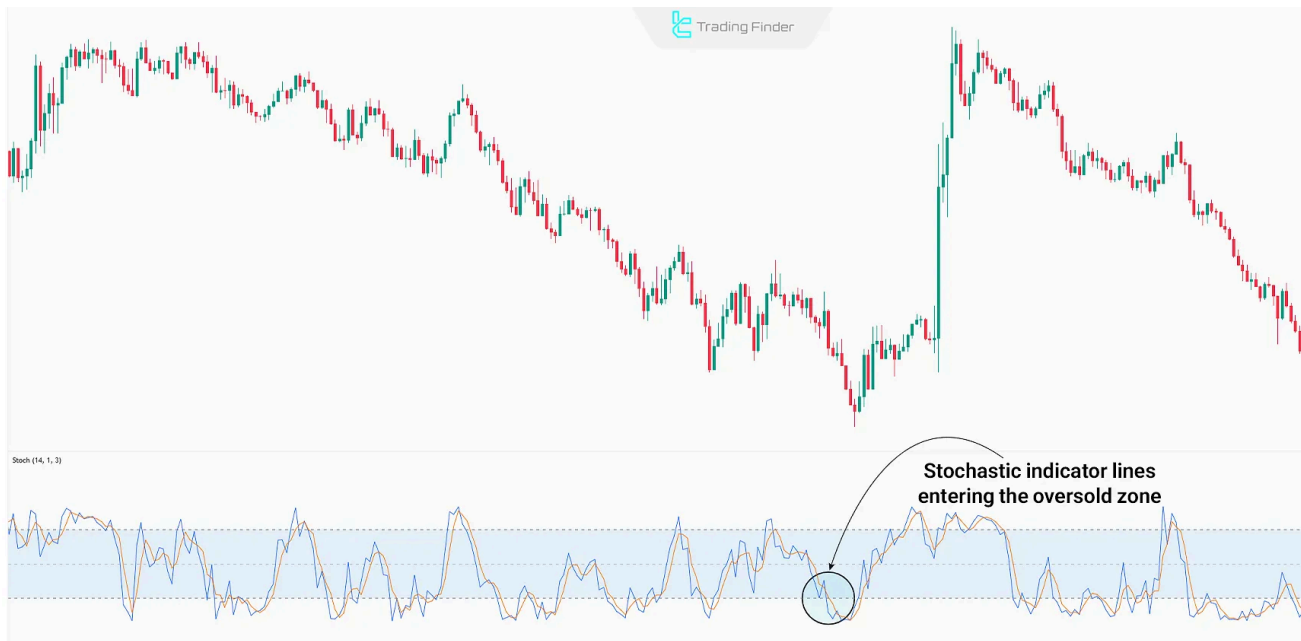 Trading Finder
Stoch (14, 1, 3)
Stochastic indicator lines
entering the oversold zone